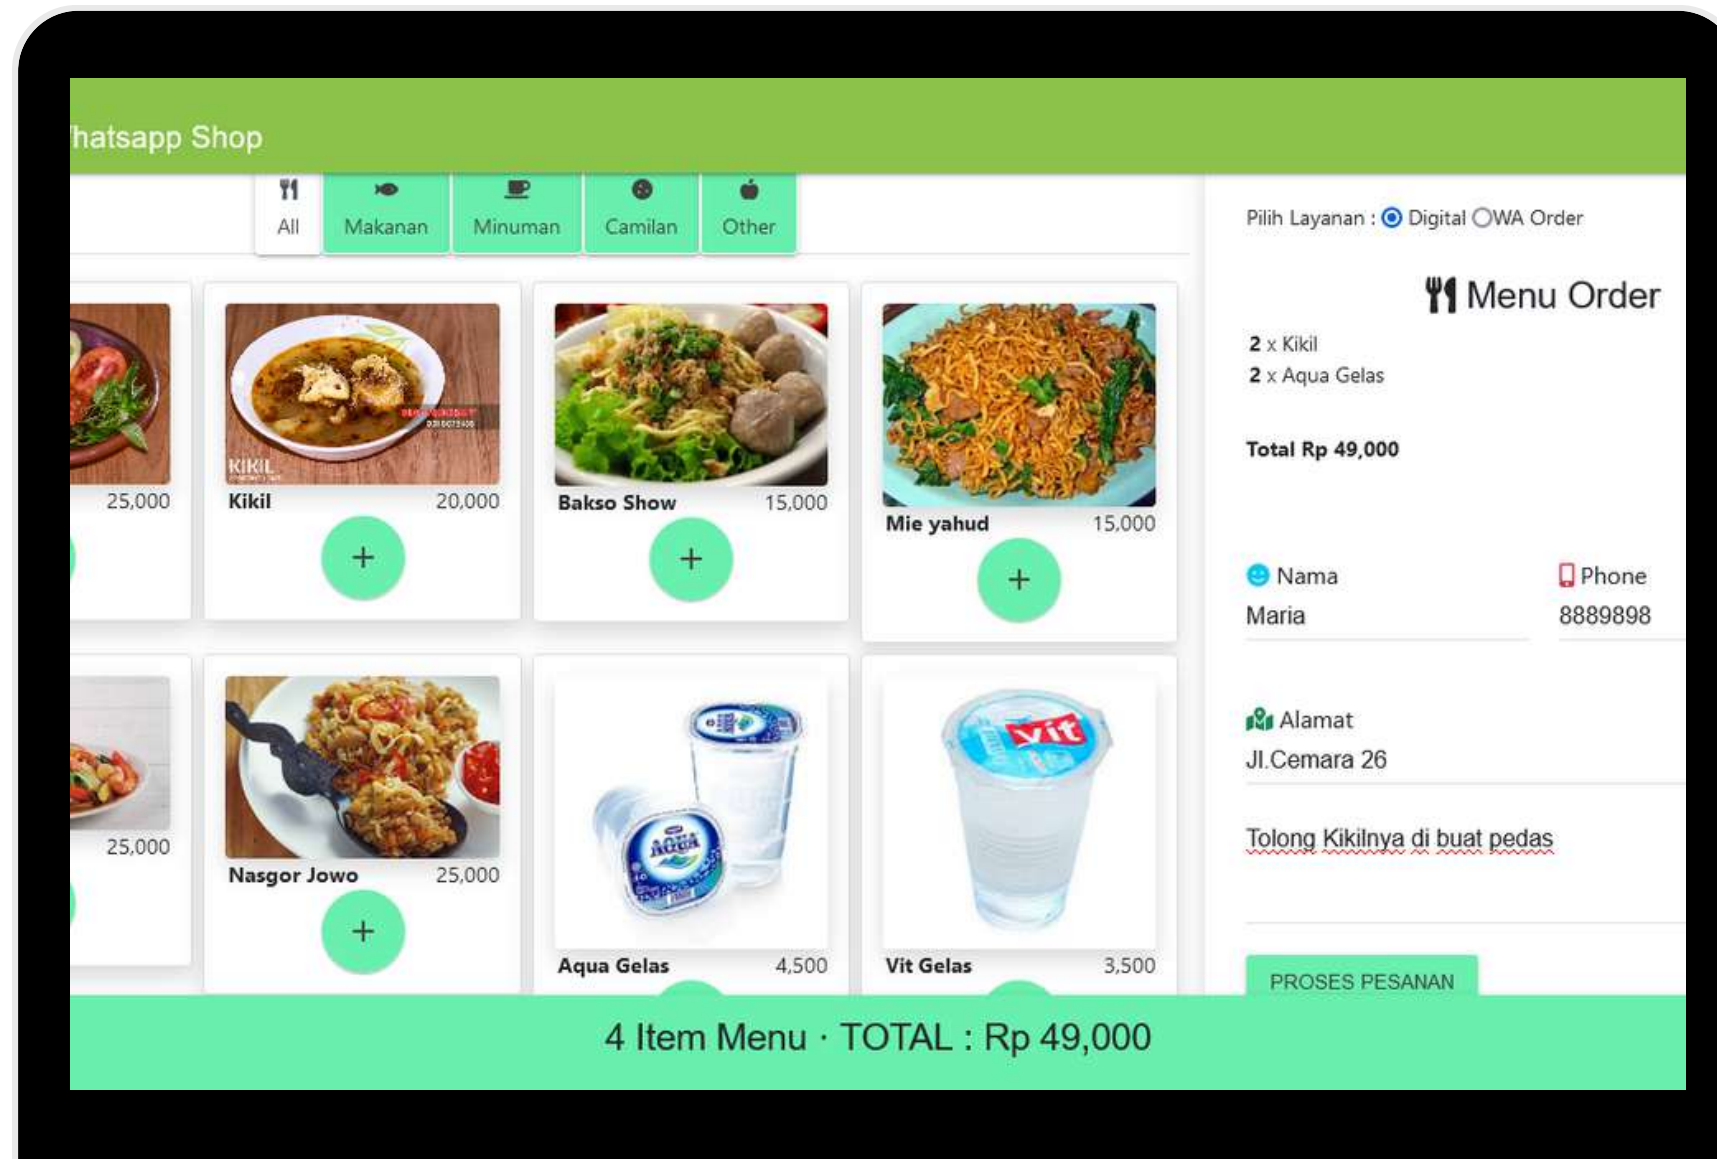 hatsapp Shop
All
Makanan
Minuman
Camilan
Other
Pilih Layanan : Digital WA Order
Menu Order
2 x Kikil
2 x Aqua Gelas
Total Rp 49,000
KIKIL
25,000
Kikil 20,000
Bakso Show 15,000
Mie yahud 15,000
+
+
+
Nama
Maria
Phone
8889898
Alamat
Jl.Cemara 26
Tolong Kikilnya di buat pedas
AQUA
vit
25,000
Nasgor Jowo 25,000
+
Aqua Gelas 4,500
Vit Gelas 3,500
PROSES PESANAN
4 Item Menu · TOTAL : Rp 49,000